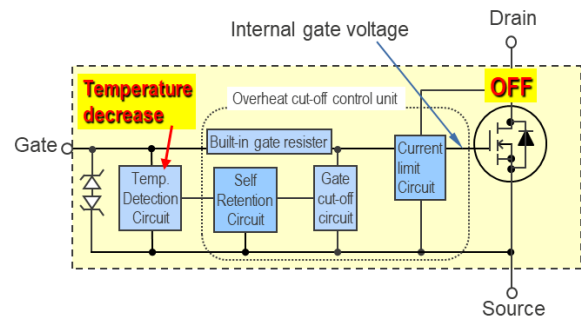 Drain
Internal gate voltage
Temperature
decrease
OFF
Overheat cut-off control unit
Gate
Built-in gate resister
Temp.
Detection
Circuit
Self
Retention
Circuit
Gate
cut-off
circuit
Current
limit
Circuit
Source